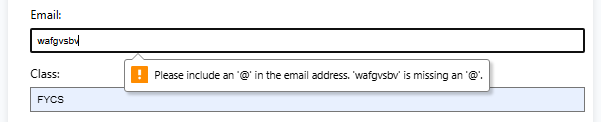 Email:
wafgvsbv
Please include an '@' in the email address. 'wafgvsbv' is missing an '@'.
Class:
FYCS